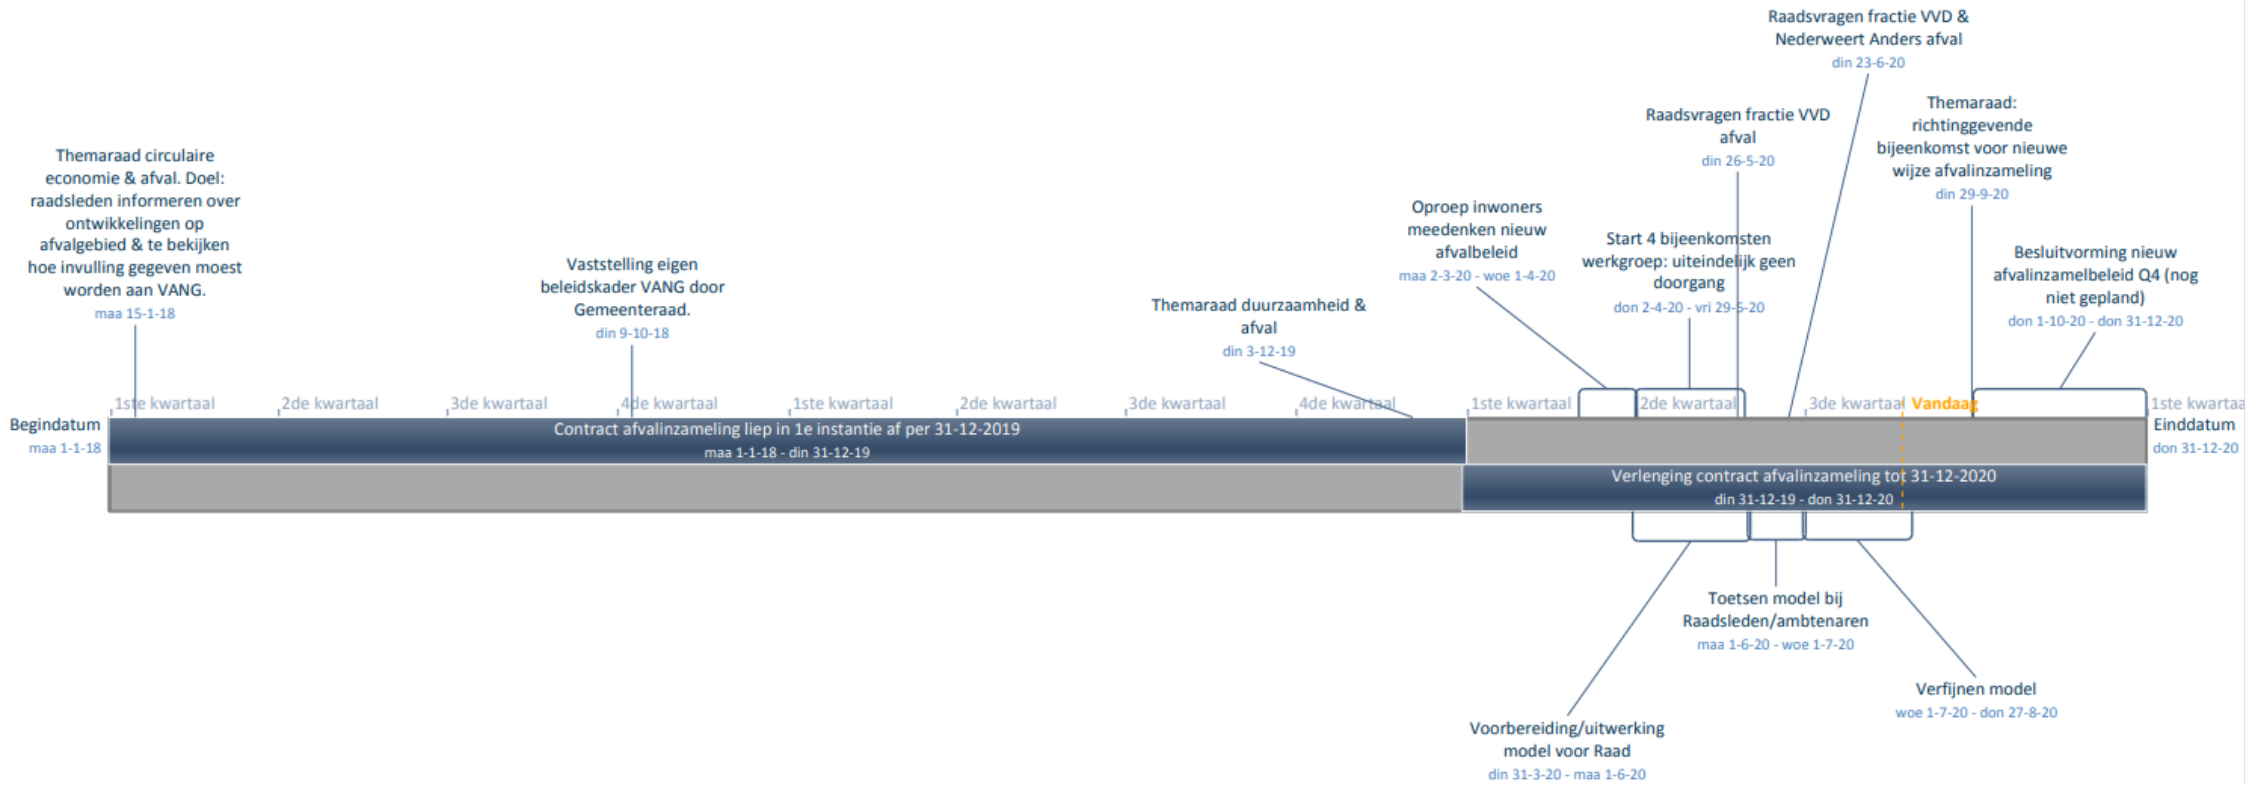 Raadsvragen fractie VVD &
Nederweert Anders afval
din 23-6-20
Themaraad:
richtinggevende
bijeenkomst voor nieuwe
wijze afvalinzameling
din 29-9-20
Raadsvragen fractie VVD
afval
din 26-5-20
Themaraad circulaire
economie & afval. Doel:
raadsleden informeren over
ontwikkelingen op
afvalgebied & te bekijken
hoe invulling gegeven moest
worden aan VANG.
maa 15-1-18
Vaststelling eigen
beleidskader VANG door
Gemeenteraad.
din 9-10-18
Themaraad duurzaamheid &
afval
din 3-12-19
Oproep inwoners
meedenken nieuw
afvalbeleid
maa 2-3-20 - woe 1-4-20
Start 4 bijeenkomsten
werkgroep: uiteindelijk geen
doorgang
don 2-4-20 - vri 29-5-20
Besluitvorming nieuw
afvalinzamelbeleid Q4 (nog
niet gepland)
don 1-10-20 - don 31-12-20
1ste kwartaal 2de kwartaal 3de kwartaal 4de kwartaal 1ste kwartaal 2de kwartaal 3de kwartaal 4de kwartaal 1ste kwartaal 2de kwartaal 3de kwartaal Vandaag 1ste kwartaa
Begindatum
maa 1-1-18
Contract afvalinzameling liep in 1e instantie af per 31-12-2019
maa 1-1-18 - din 31-12-19
Einddatum
don 31-12-20
Verlenging contract afvalinzameling tot 31-12-2020
din 31-12-19 - don 31-12-20
Toetsen model bij
Raadsleden/ambtenaren
maa 1-6-20 - woe 1-7-20
Verfijnen model
woe 1-7-20 - don 27-8-20
Voorbereiding/uitwerking
model voor Raad
din 31-3-20 - maa 1-6-20